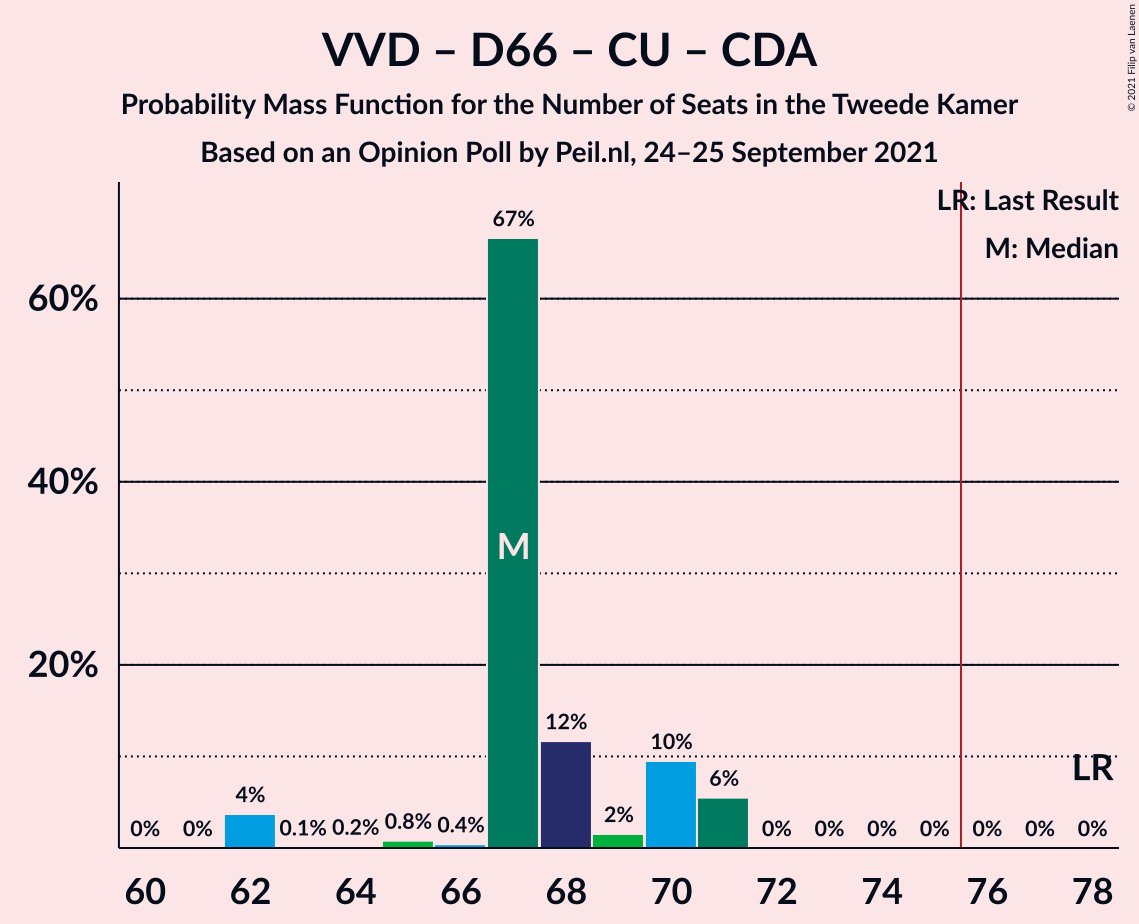 VVD – D66 – CU – CDA
Probability Mass Function for the Number of Seats in the Tweede Kamer
Based on an Opinion Poll by Peil.nl, 24–25 September 2021
© 2021 Filip van Laenen
LR: Last Result
M: Median
60%
40%
20%
0% 0% 4% 0.1% 0.2% 0.8% 0.4% 67% 12% 2% 10% 6% 0% 0% 0% 0% 0% 0% 0%
M
LR
60 62 64 66 68 70 72 74 76 78